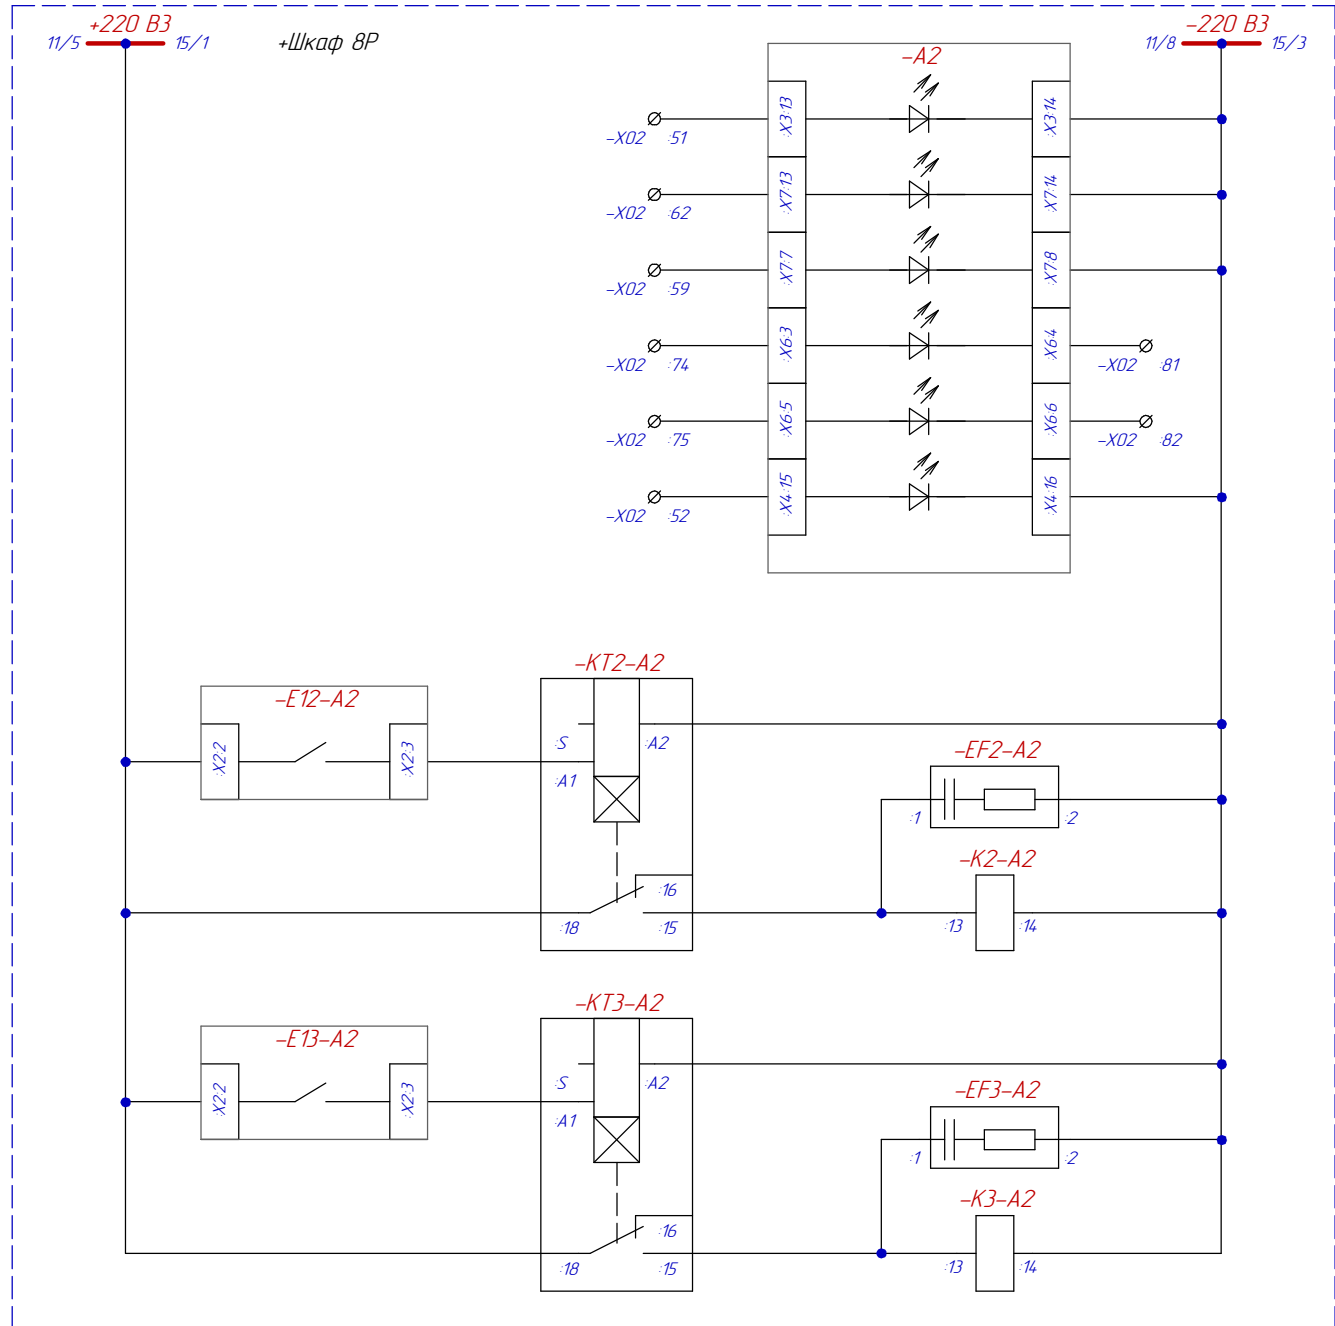 +220 В3
11/5
15/1
+Шкаф 8Р
-220 В3
11/8
15/3
-A2
-X02 :51
:X3:13
:X3:14
-X02 :62
:X7:13
:X7:14
-X02 :59
:X7:7
:X7:8
-X02 :74
:X6:3
:X6:4
-X02 :81
-X02 :75
:X6:5
:X6:6
-X02 :82
-X02 :52
:X4:15
:X4:16
-KT2-A2
-E12-A2
:X2:2
:X2:3
:S
:A2
:A1
-EF2-A2
:1
:2
-K2-A2
:16
:18
:15
:13
:14
-KT3-A2
-E13-A2
:X2:2
:X2:3
:S
:A2
:A1
-EF3-A2
:1
:2
-K3-A2
:16
:18
:15
:13
:14